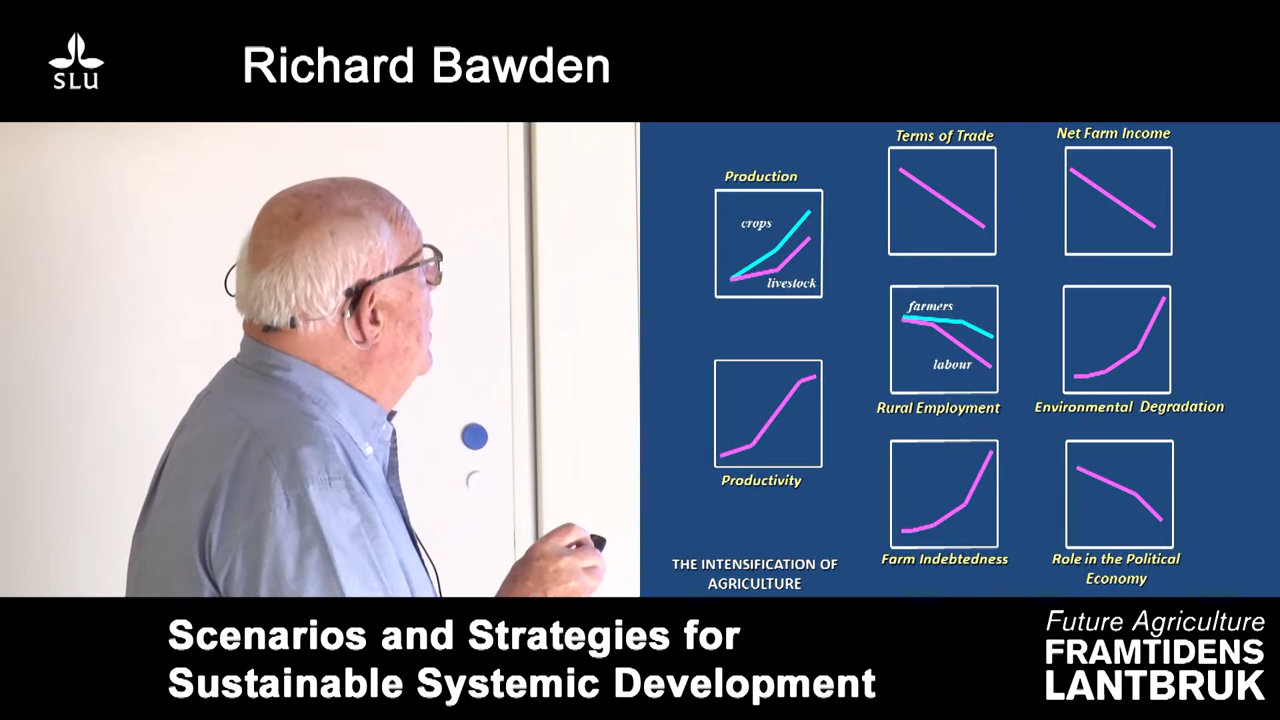 SLU
Richard Bawden
Terms of Trade
Net Farm Income
Production
crops
livestock
farmers
labour
Rural Employment
Environmental Degradation
Productivity
Farm Indebtedness
Role in the Political
Economy
THE INTENSIFICATION OF
AGRICULTURE
Scenarios and Strategies for
Sustainable Systemic Development
Future Agriculture
FRAMTIDENS
LANTBRUK